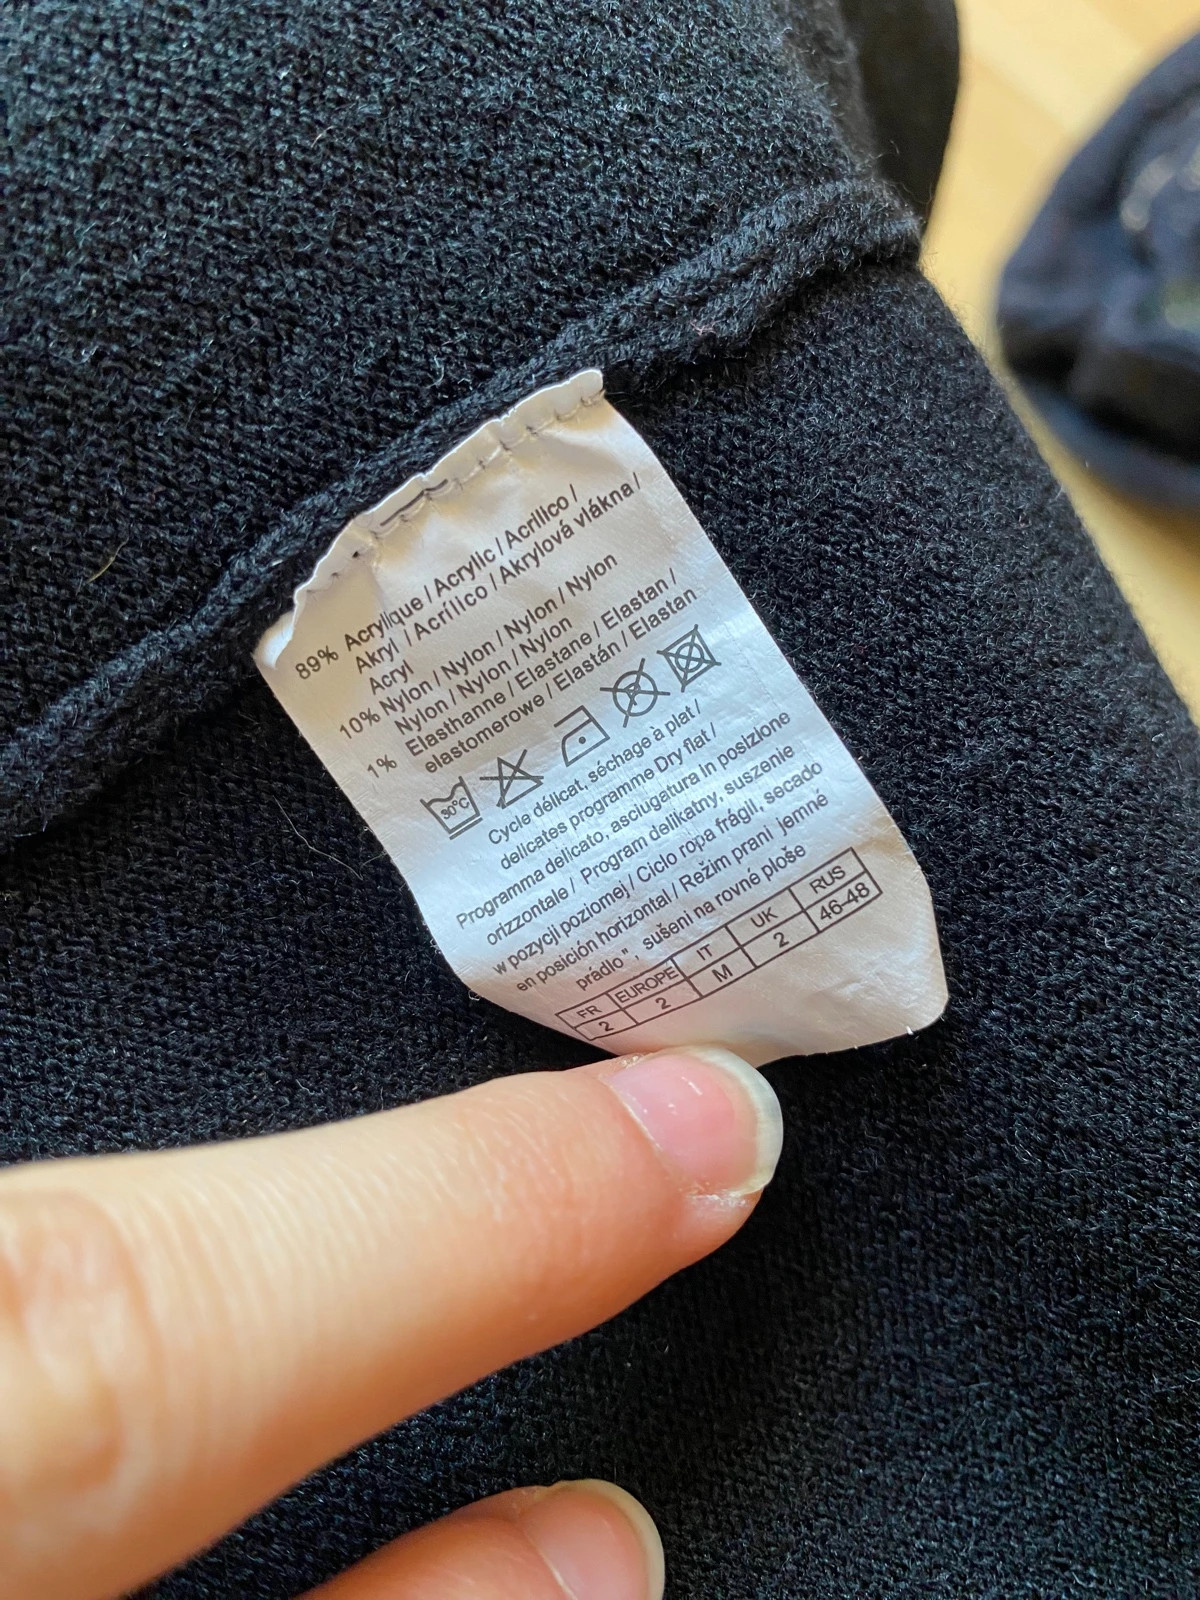 89% Acrylique / Acrylic / Acrilico /
Akryl / Acrílico / Akrylová vlákna /
Acryl
10% Nylon / Nylon / Nylon / Nylon
Nylon / Nylon / Nylon
1% Elasthanne / Elastane / Elastan /
elastomerowe / Elastán / Elastan
30°C
Cycle délicat, séchage à plat /
delicates programme Dry flat /
Programma delicato, asciugatura in posizione
orizzontale / Program delikatny, suszenie
w pozycji poziomej / Ciclo ropa frágil, secado
en posición horizontal / Režim prani jemné
prádlo", sušeni na rovné ploše
FR EUROPE IT UK RUS
2 2 M 2 46-48